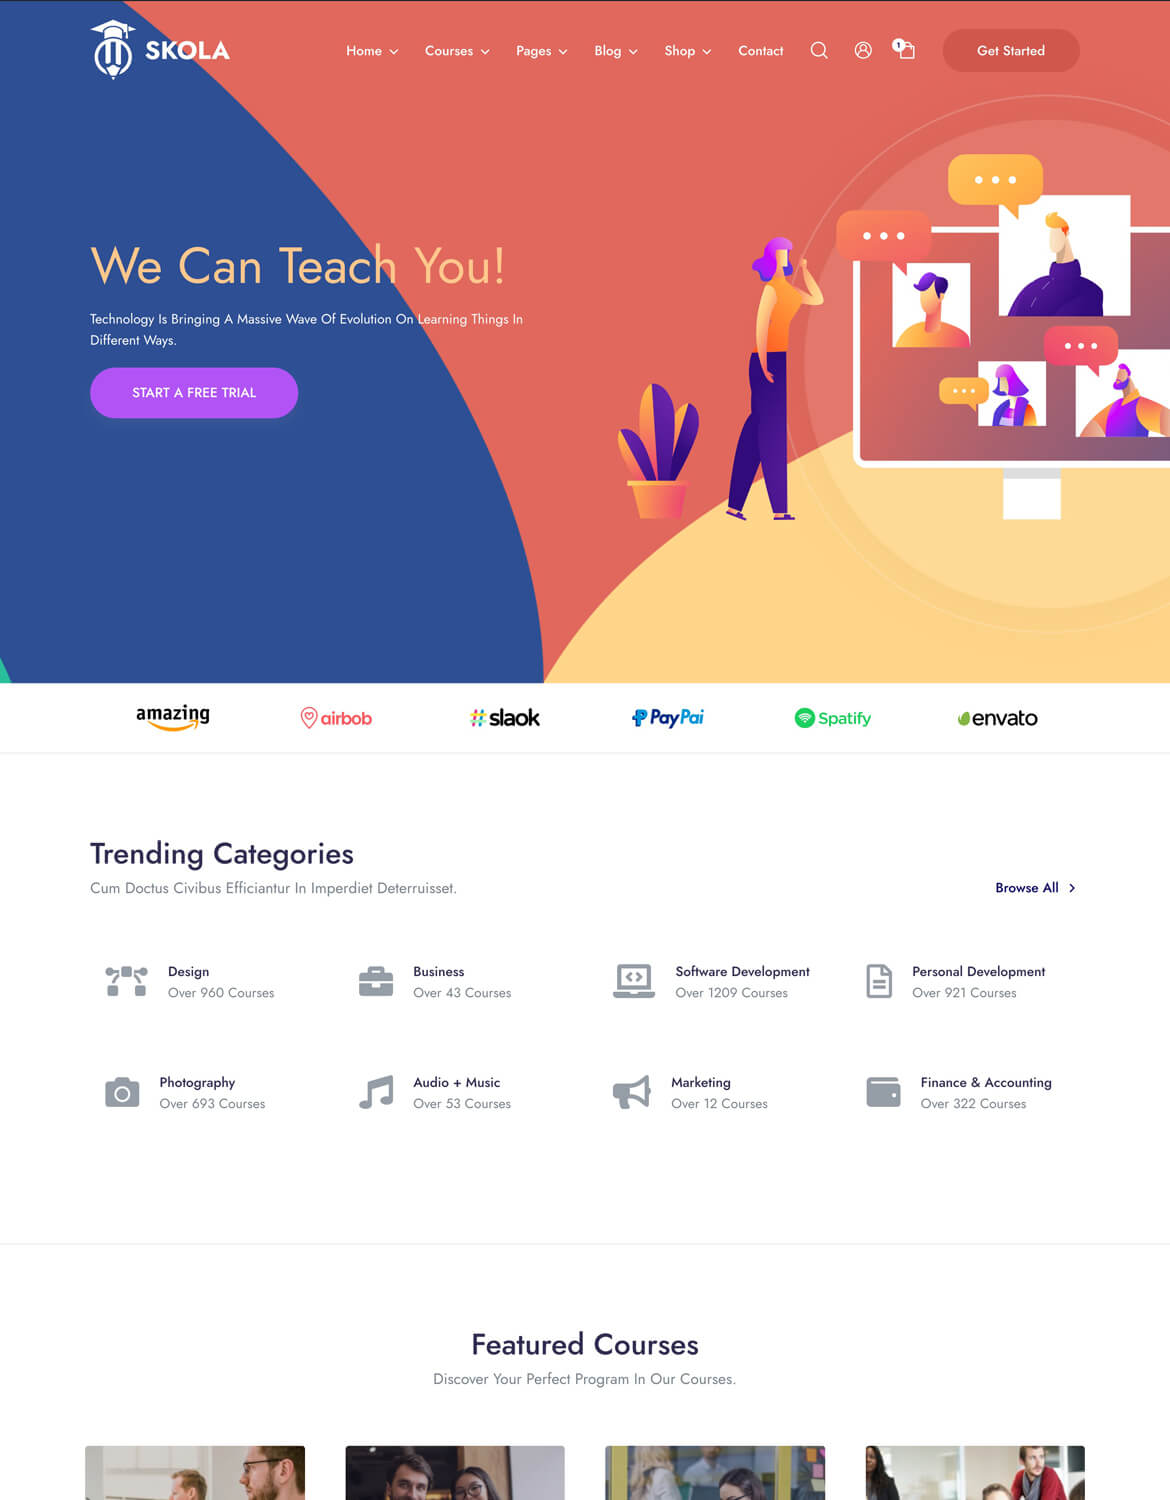 SKOLA
Home Courses Pages Blog Shop Contact 1 Get Started
We Can Teach You!
Technology Is Bringing A Massive Wave Of Evolution On Learning Things In
Different Ways.
START A FREE TRIAL
amazing airbob slaok PayPai Spatify envato
Trending Categories
Cum Doctus Civibus Efficiantur In Imperdiet Deterruisset.
Browse All
Design
Over 960 Courses
Business
Over 43 Courses
Software Development
Over 1209 Courses
Personal Development
Over 921 Courses
Photography
Over 693 Courses
Audio + Music
Over 53 Courses
Marketing
Over 12 Courses
Finance & Accounting
Over 322 Courses
Featured Courses
Discover Your Perfect Program In Our Courses.